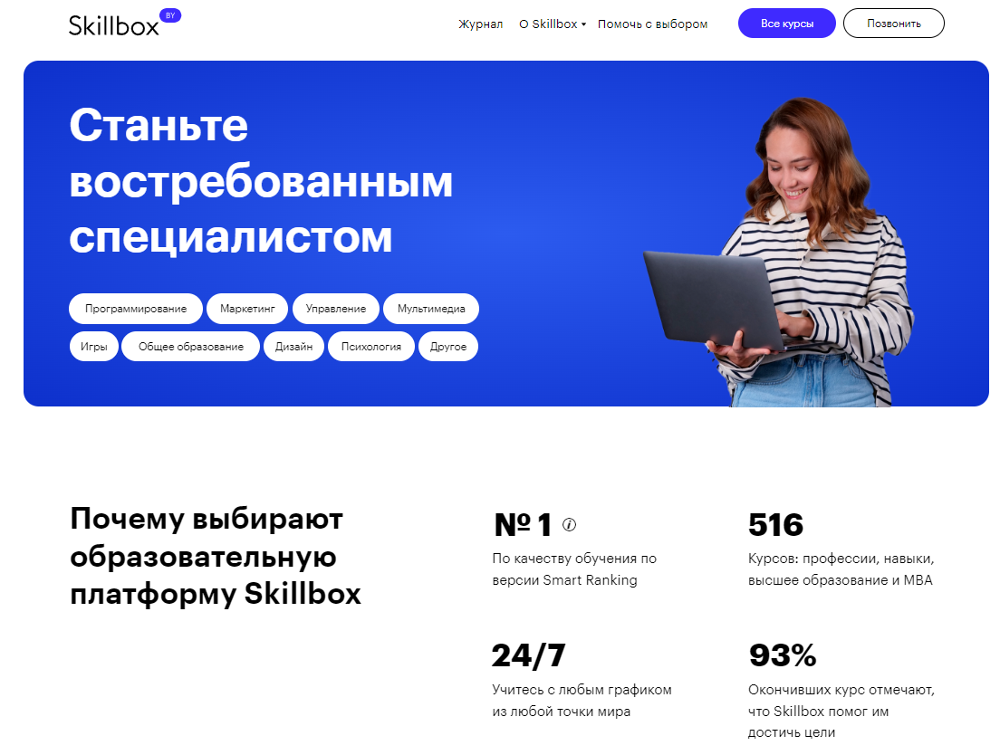 Skillbox BY
Журнал О Skillbox Помочь с выбором Все курсы Позвонить
Станьте
востребованным
специалистом
Программирование Маркетинг Управление Мультимедиа
Игры Общее образование Дизайн Психология Другое
Почему выбирают
образовательную
платформу Skillbox
№ 1 i
По качеству обучения по
версии Smart Ranking
516
Курсов: профессии, навыки,
высшее образование и MBA
24/7
Учитесь с любым графиком
из любой точки мира
93%
Окончивших курс отмечают,
что Skillbox помог им
достичь цели